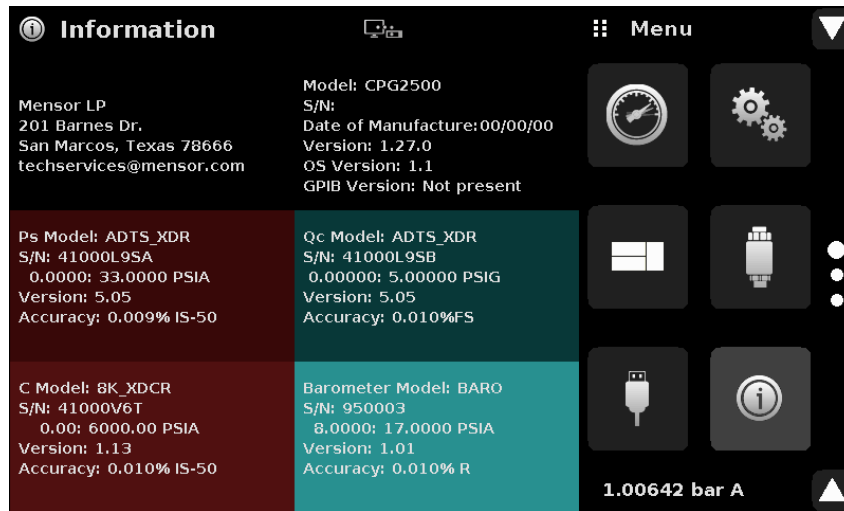 Information
Mensor LP
201 Barnes Dr.
San Marcos, Texas 78666
techservices@mensor.com
Model: CPG2500
S/N:
Date of Manufacture:00/00/00
Version: 1.27.0
OS Version: 1.1
GPIB Version: Not present
Ps Model: ADTS_XDR
S/N: 41000L9SA
0.0000: 33.0000 PSIA
Version: 5.05
Accuracy: 0.009% IS-50
Qc Model: ADTS_XDR
S/N: 41000L9SB
0.00000: 5.00000 PSIG
Version: 5.05
Accuracy: 0.010%FS
C Model: 8K_XDCR
S/N: 41000V6T
0.00: 6000.00 PSIA
Version: 1.13
Accuracy: 0.010% IS-50
Barometer Model: BARO
S/N: 950003
8.0000: 17.0000 PSIA
Version: 1.01
Accuracy: 0.010% R
Menu
1.00642 bar A